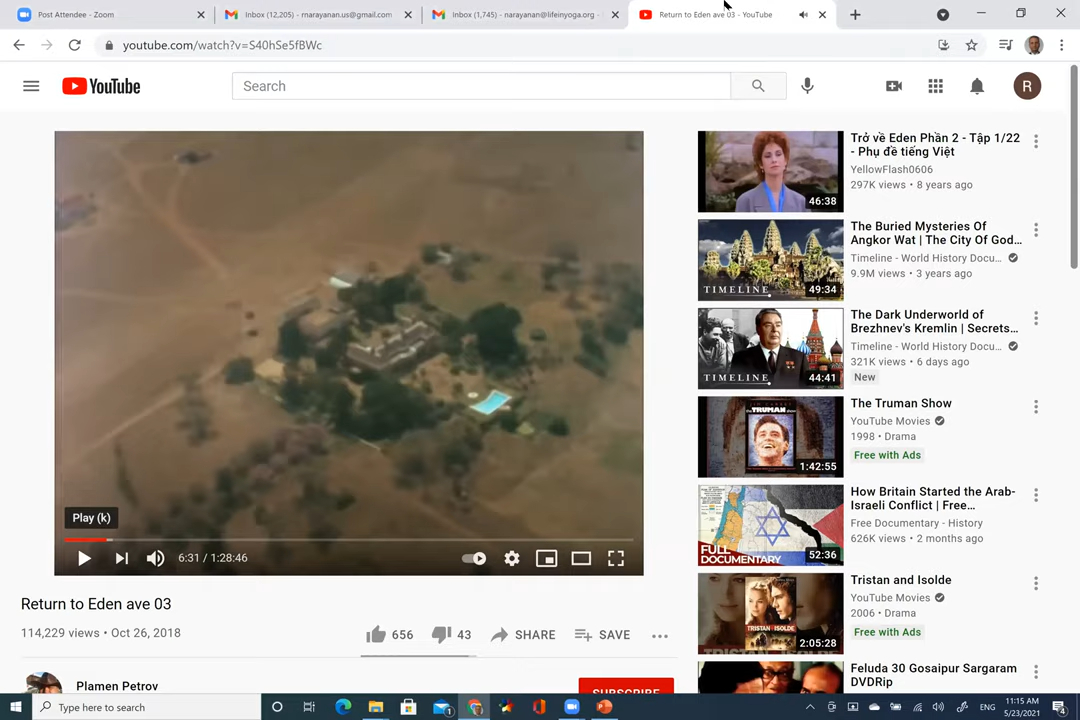 Post Attendee - Zoom
Inbox (12,205) - rnarayanan.us@gmail.com
Inbox (1,745) - narayan@lifeinyoga.org -
Return to Eden ave 03 - YouTube
youtube.com/watch?v=S40hSe5fBWc
YouTube
Search
R
Trở về Eden Phần 2 - Tập 1/22
- Phụ đề tiếng Việt
YellowFlash0606
297K views • 8 years ago
46:38
The Buried Mysteries Of
Angkor Wat | The City Of God...
Timeline - World History Docu...
9.9M views • 3 years ago
TIMELINE
49:34
The Dark Underworld of
Brezhnev's Kremlin | Secrets...
Timeline - World History Docu...
321K views • 6 days ago
New
TIMELINE
44:41
The Truman Show
YouTube Movies
1998 • Drama
Free with Ads
THE TRUMAN SHOW
1:42:55
How Britain Started the Arab-
Israeli Conflict | Free...
Free Documentary - History
626K views • 2 months ago
FULL
DOCUMENTARY
52:36
Tristan and Isolde
YouTube Movies
2006 • Drama
Free with Ads
TRISTAN ISOLDE
2:05:28
Feluda 30 Gosaipur Sargaram
DVDRip
Play (k)
6:31 / 1:28:46
Return to Eden ave 03
114,229 views • Oct 26, 2018
656
43
SHARE
SAVE
Plamen Petrov
SUBSCRIBE
Type here to search
ENG
11:15 AM
5/23/2021